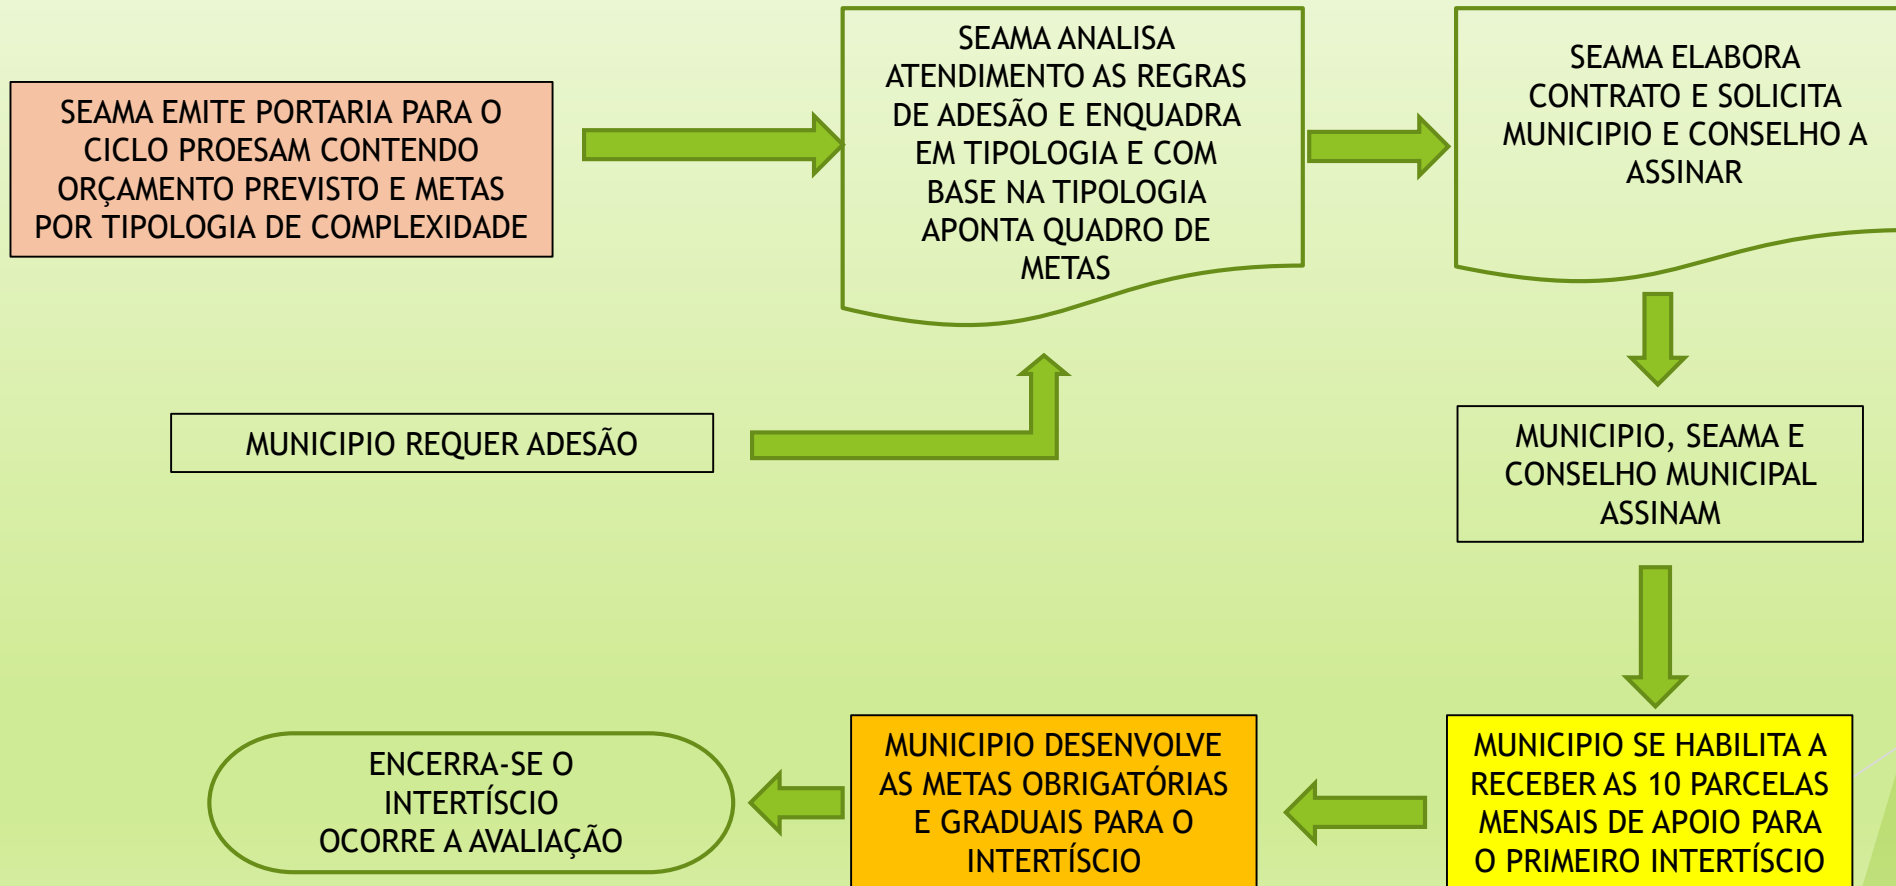 SEAMA EMITE PORTARIA PARA O
CICLO PROESAM CONTENDO
ORÇAMENTO PREVISTO E METAS
POR TIPOLOGIA DE COMPLEXIDADE
SEAMA ANALISA
ATENDIMENTO AS REGRAS
DE ADESÃO E ENQUADRA
EM TIPOLOGIA E COM
BASE NA TIPOLOGIA
APONTA QUADRO DE
METAS
SEAMA ELABORA
CONTRATO E SOLICITA
MUNICIPIO E CONSELHO A
ASSINAR
MUNICIPIO REQUER ADESÃO
MUNICIPIO, SEAMA E
CONSELHO MUNICIPAL
ASSINAM
MUNICIPIO SE HABILITA A
RECEBER AS 10 PARCELAS
MENSAIS DE APOIO PARA
O PRIMEIRO INTERTÍSCIO
MUNICIPIO DESENVOLVE
AS METAS OBRIGATÓRIAS
E GRADUAIS PARA O
INTERTÍSCIO
ENCERRA-SE O
INTERTÍSCIO
OCORRE A AVALIAÇÃO